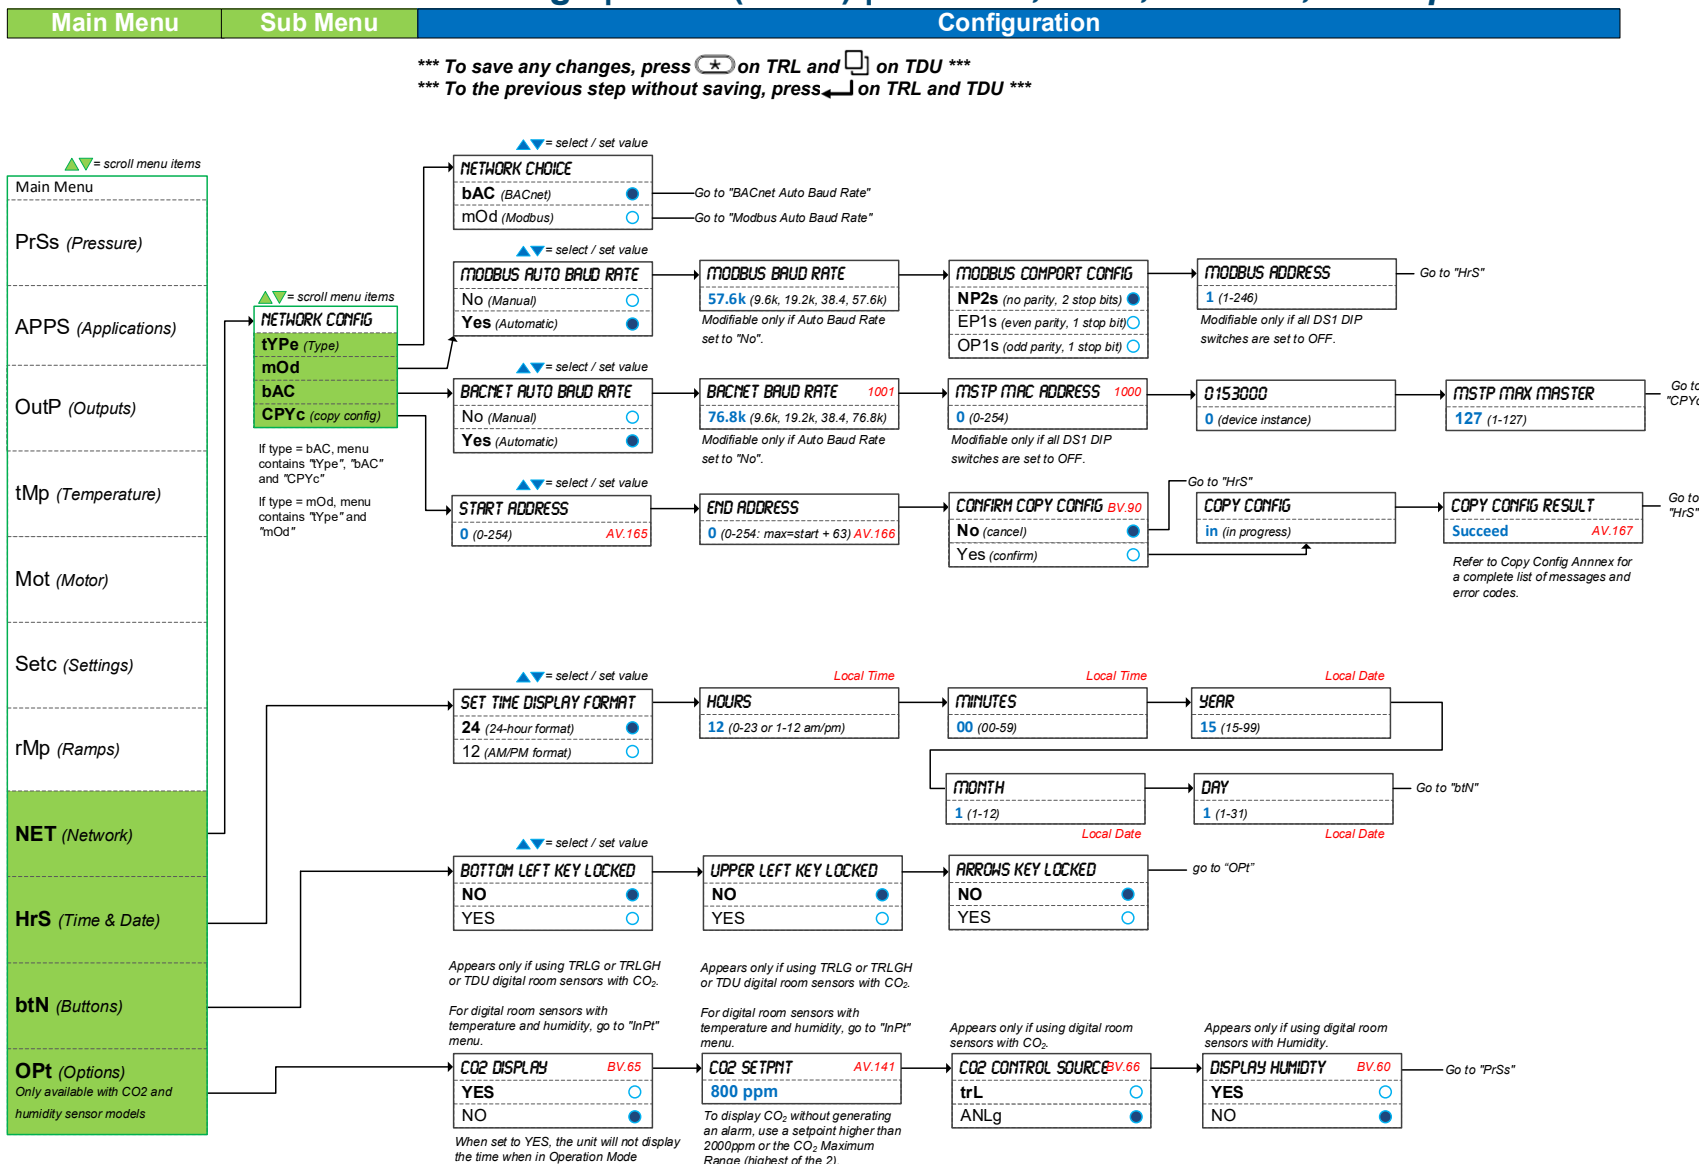 Main Menu
Sub Menu
Configuration
*** To save any changes, press on TRL and on TDU ***
*** To the previous step without saving, press on TRL and TDU ***
= scroll menu items
Main Menu
PrSs (Pressure)
APPS (Applications)
OutP (Outputs)
tMp (Temperature)
Mot (Motor)
Setc (Settings)
rMp (Ramps)
NET (Network)
HrS (Time & Date)
btN (Buttons)
OPt (Options)
Only available with CO2 and
humidity sensor models
= scroll menu items
NETWORK CONFIG
tYPe (Type)
mOd
bAC
CPYc (copy config)
If type = bAC, menu
contains "tYpe", "bAC"
and "CPYc"
If type = mOd, menu
contains "tYpe" and
"mOd"
= select / set value
NETWORK CHOICE
bAC (BACnet)
mOd (Modbus)
Go to "BACnet Auto Baud Rate"
Go to "Modbus Auto Baud Rate"
= select / set value
MODBUS AUTO BAUD RATE
No (Manual)
Yes (Automatic)
MODBUS BAUD RATE
57.6k (9.6k, 19.2k, 38.4, 57.6k)
Modifiable only if Auto Baud Rate
set to "No".
MODBUS COMPORT CONFIG
NP2s (no parity, 2 stop bits)
EP1s (even parity, 1 stop bit)
OP1s (odd parity, 1 stop bit)
MODBUS ADDRESS
1 (1-246)
Modifiable only if all DS1 DIP
switches are set to OFF.
Go to "HrS"
= select / set value
BACNET AUTO BAUD RATE
No (Manual)
Yes (Automatic)
BACNET BAUD RATE 1001
76.8k (9.6k, 19.2k, 38.4, 76.8k)
Modifiable only if Auto Baud Rate
set to "No".
MSTP MAC ADDRESS 1000
0 (0-254)
Modifiable only if all DS1 DIP
switches are set to OFF.
0153000
0 (device instance)
MSTP MAX MASTER
127 (1-127)
Go to
= select / set value
START ADDRESS
0 (0-254) AV.165
END ADDRESS
0 (0-254: max=start + 63) AV.166
CONFIRM COPY CONFIG BV.90
No (cancel)
Yes (confirm)
Go to "HrS"
COPY CONFIG
in (in progress)
COPY CONFIG RESULT
Succeed AV.167
Refer to Copy Config Annnex for
a complete list of messages and
error codes.
Go to
"HrS"
= select / set value
SET TIME DISPLAY FORMAT
24 (24-hour format)
12 (AM/PM format)
Local Time
HOURS
12 (0-23 or 1-12 am/pm)
Local Time
MINUTES
00 (00-59)
Local Date
YEAR
15 (15-99)
MONTH
1 (1-12)
Local Date
DAY
1 (1-31)
Local Date
Go to "btN"
= select / set value
BOTTOM LEFT KEY LOCKED
NO
YES
UPPER LEFT KEY LOCKED
NO
YES
ARROWS KEY LOCKED
NO
YES
go to “OPt”
Appears only if using TRLG or TRLGH
or TDU digital room sensors with CO2.
For digital room sensors with
temperature and humidity, go to "InPt"
menu.
CO2 DISPLAY BV.65
YES
NO
When set to YES, the unit will not display
the time when in Operation Mode
Appears only if using TRLG or TRLGH
or TDU digital room sensors with CO2.
For digital room sensors with
temperature and humidity, go to "InPt"
menu.
CO2 SETPNT AV.141
800 ppm
To display CO2 without generating
an alarm, use a setpoint higher than
2000ppm or the CO2 Maximum
Range (highest of the 2).
Appears only if using digital room
sensors with CO2.
CO2 CONTROL SOURCE BV.66
trL
ANLg
Appears only if using digital room
sensors with Humidity.
DISPLAY HUMIDTY BV.60
YES
NO
Go to "PrSs"